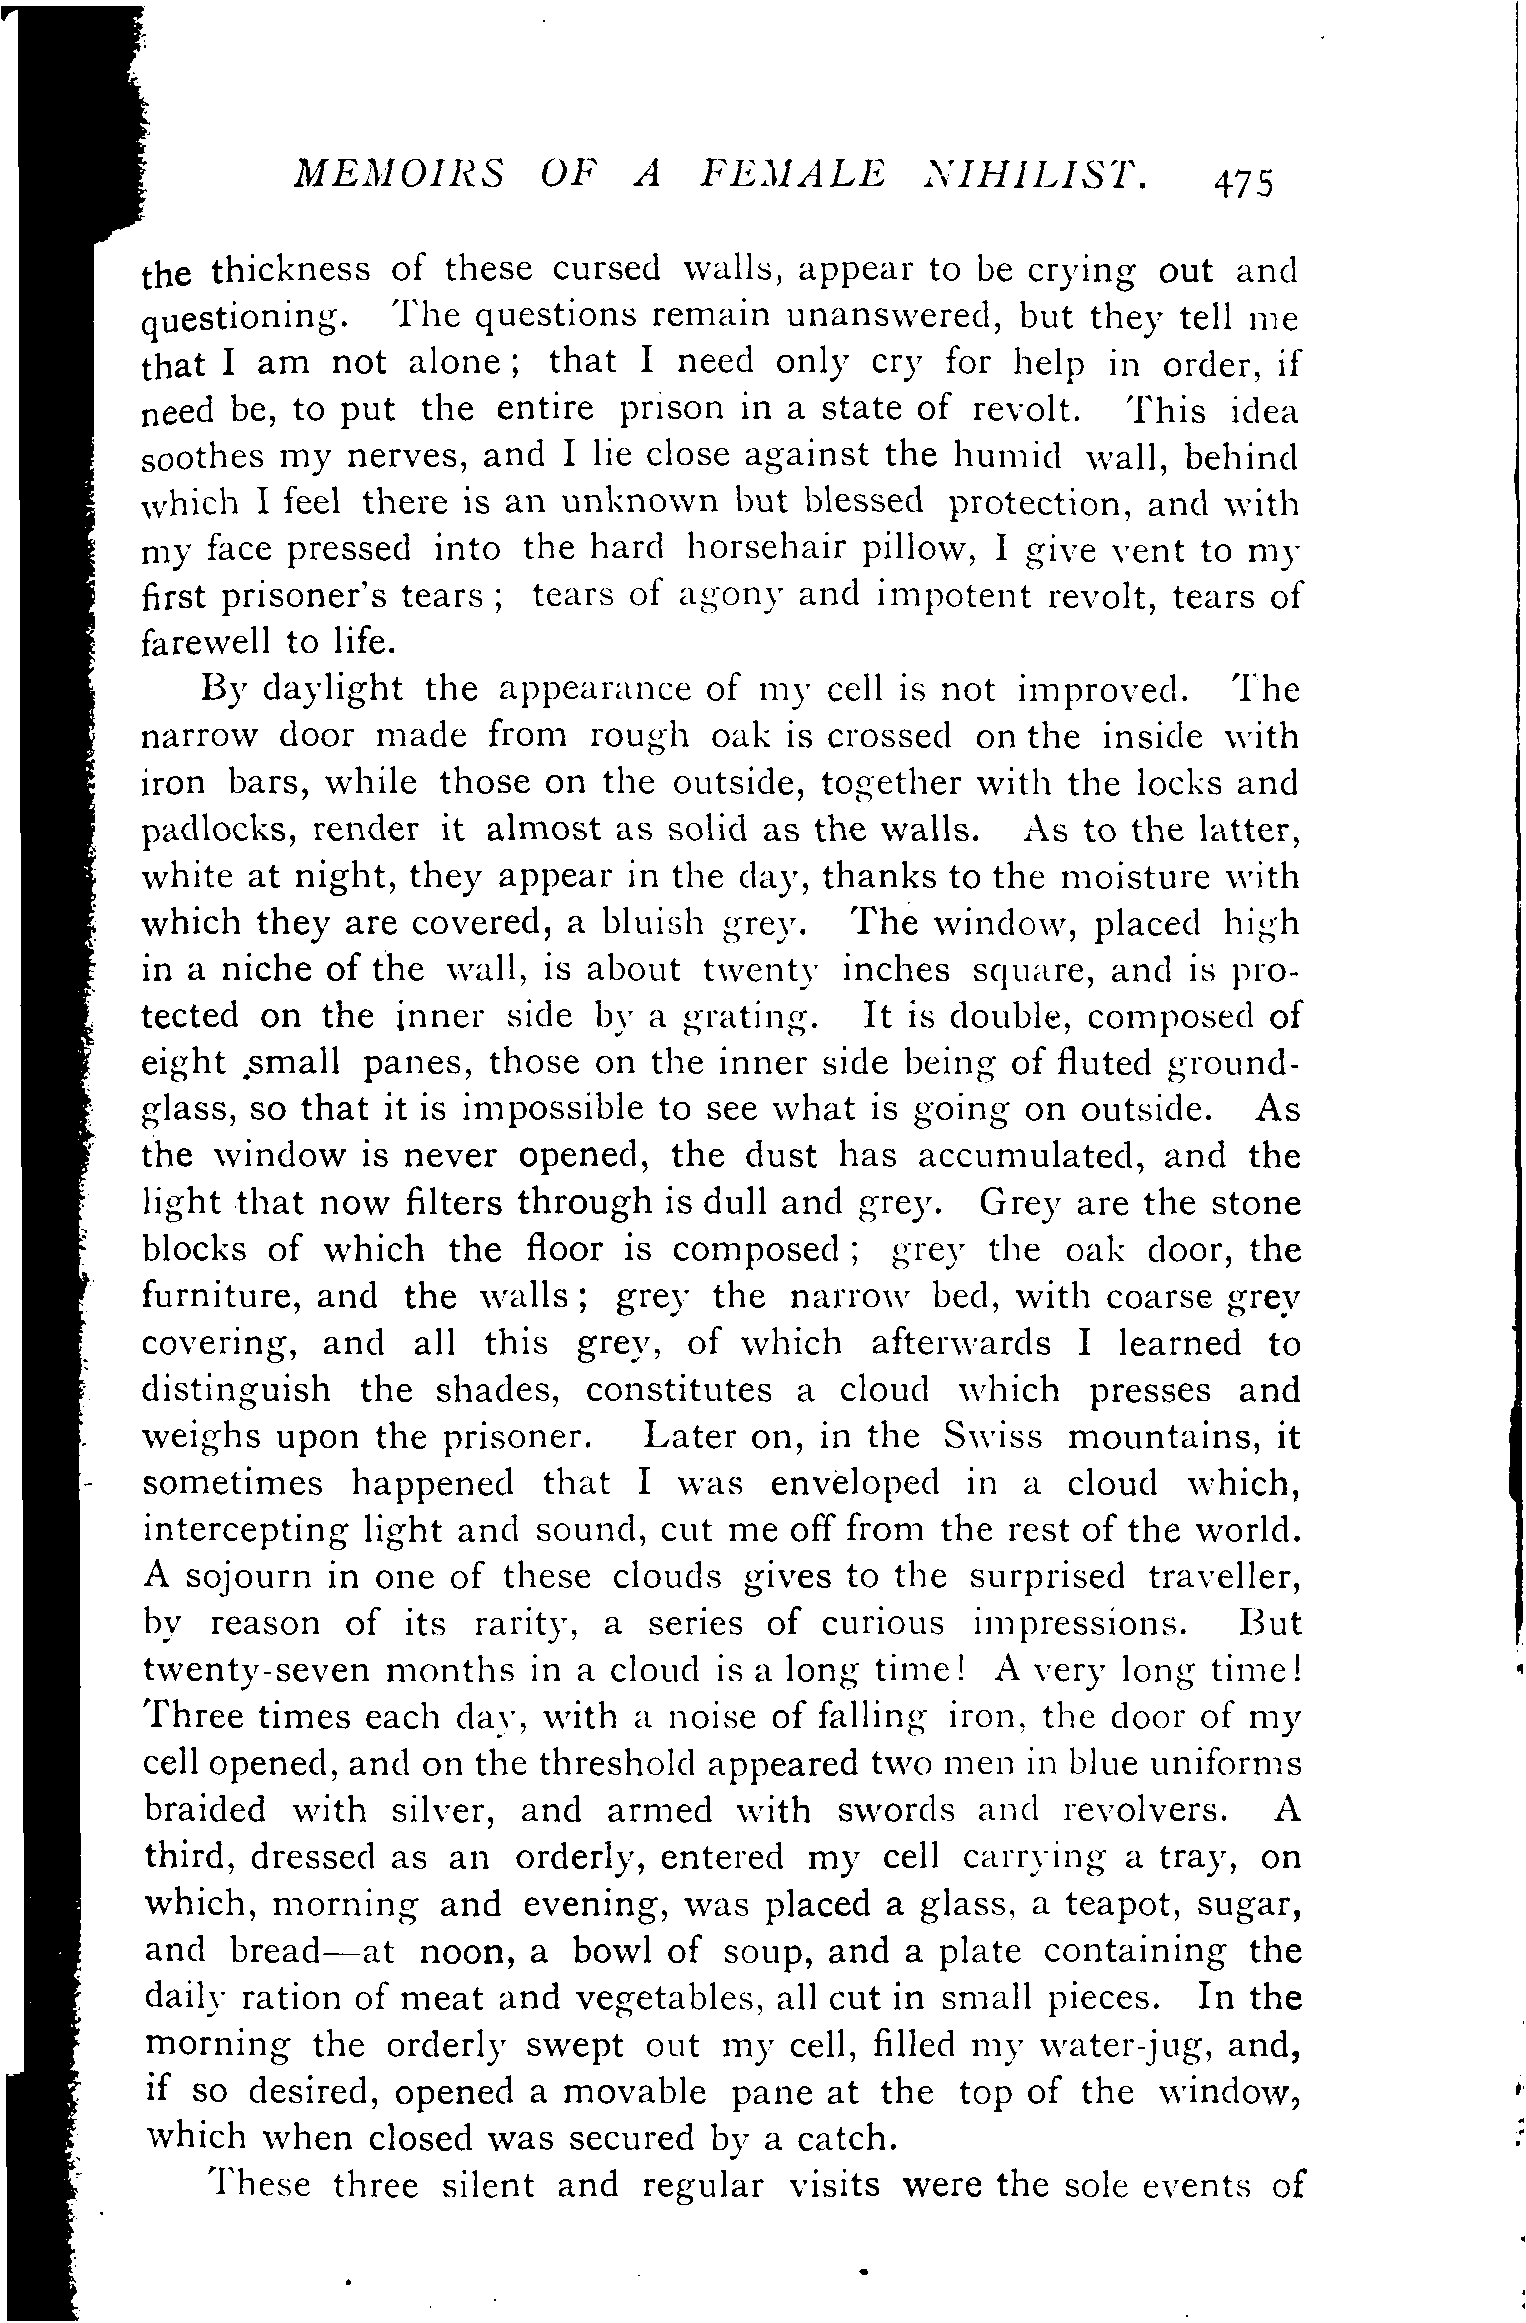 MEMOIRS OF A FEMALE NIHILIST. 475
the thickness of these cursed walls, appear to be crying out and
questioning. The questions remain unanswered, but they tell me
that I am not alone; that I need only cry for help in order, if
need be, to put the entire prison in a state of revolt. This idea
soothes my nerves, and I lie close against the humid wall, behind
which I feel there is an unknown but blessed protection, and with
my face pressed into the hard horsehair pillow, I give vent to my
first prisoner's tears; tears of agony and impotent revolt, tears of
farewell to life.
By daylight the appearance of my cell is not improved. The
narrow door made from rough oak is crossed on the inside with
iron bars, while those on the outside, together with the locks and
padlocks, render it almost as solid as the walls. As to the latter,
white at night, they appear in the day, thanks to the moisture with
which they are covered, a bluish grey. The window, placed high
in a niche of the wall, is about twenty inches square, and is pro-
tected on the inner side by a grating. It is double, composed of
eight small panes, those on the inner side being of fluted ground-
glass, so that it is impossible to see what is going on outside. As
the window is never opened, the dust has accumulated, and the
light that now filters through is dull and grey. Grey are the stone
blocks of which the floor is composed; grey the oak door, the
furniture, and the walls; grey the narrow bed, with coarse grey
covering, and all this grey, of which afterwards I learned to
distinguish the shades, constitutes a cloud which presses and
weighs upon the prisoner. Later on, in the Swiss mountains, it
sometimes happened that I was enveloped in a cloud which,
intercepting light and sound, cut me off from the rest of the world.
A sojourn in one of these clouds gives to the surprised traveller,
by reason of its rarity, a series of curious impressions. But
twenty-seven months in a cloud is a long time! A very long time!
Three times each day, with a noise of falling iron, the door of my
cell opened, and on the threshold appeared two men in blue uniforms
braided with silver, and armed with swords and revolvers. A
third, dressed as an orderly, entered my cell carrying a tray, on
which, morning and evening, was placed a glass, a teapot, sugar,
and bread—at noon, a bowl of soup, and a plate containing the
daily ration of meat and vegetables, all cut in small pieces. In the
morning the orderly swept out my cell, filled my water-jug, and,
if so desired, opened a movable pane at the top of the window,
which when closed was secured by a catch.
These three silent and regular visits were the sole events of